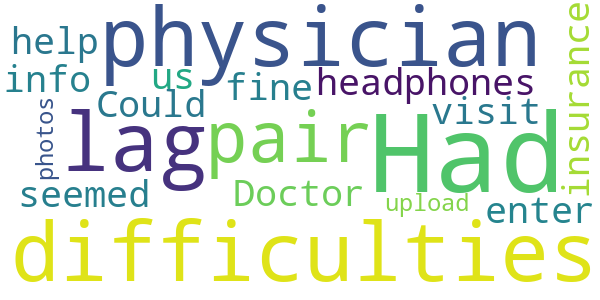 physician
help
info
us
fine
headphones
insurance
photos
Could
visit
lag
pair
Had
seemed
Doctor
upload
enter
difficulties